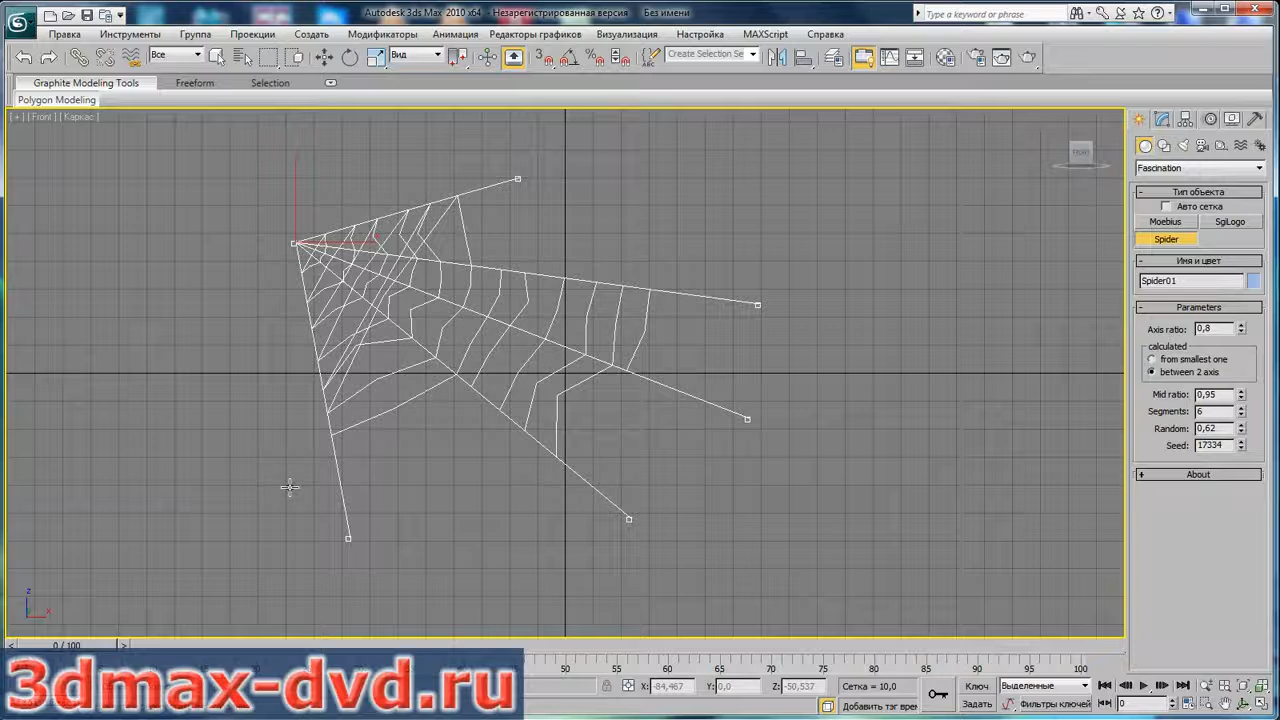 Autodesk 3ds Max 2010 x64 - Незарегистрированная версия Без имени
Type a keyword or phrase
Правка Инструменты Группа Проекции Создать Модификаторы Анимация Редакторы графиков Визуализация Настройка MAXScript Справка
Все Вид 3 Create Selection Se
Graphite Modeling Tools Freeform Selection
Polygon Modeling
[ + ] [ Front ] [ Каркас ]
FRONT
Fascination
Тип объекта
Авто сетка
Moebius SgiLogo
Spider
Имя и цвет
Spider01
Parameters
Axis ratio: 0,8
calculated
from smallest one
between 2 axis
Mid ratio: 0,95
Segments: 6
Random: 0,62
Seed: 17334
About
z
x
0 / 100
50 55 60 65 70 75 80 85 90 95 100
3dmax-dvd.ru
X: -84,467 Y: 0,0 Z: -50,537 Сетка = 10,0 Ключ Выделенные
Добавить тэг врем Задать Фильтры ключей 0